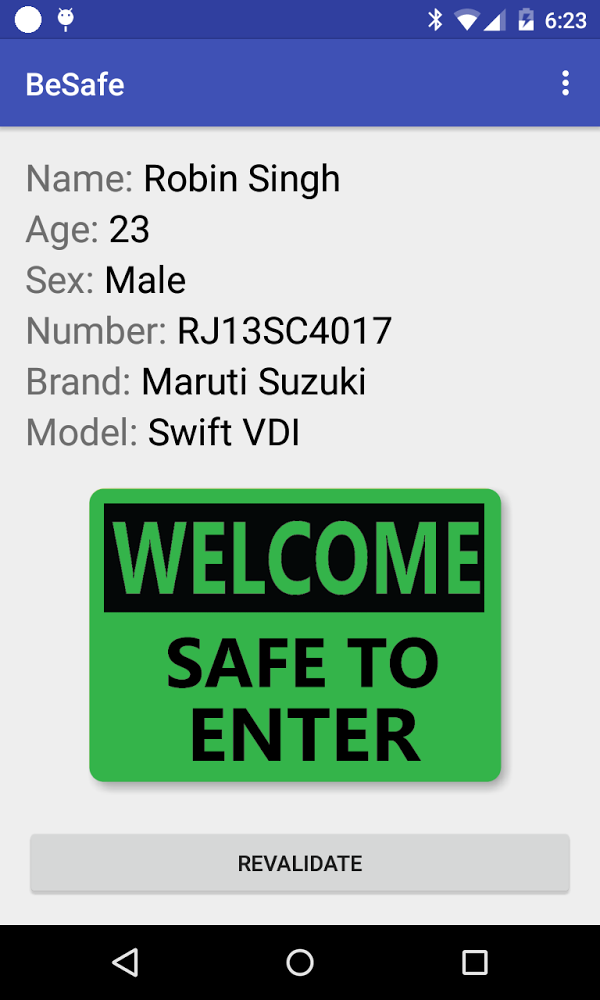 6:23
BeSafe
Name: Robin Singh
Age: 23
Sex: Male
Number: RJ13SC4017
Brand: Maruti Suzuki
Model: Swift VDI
WELCOME
SAFE TO
ENTER
REVALIDATE